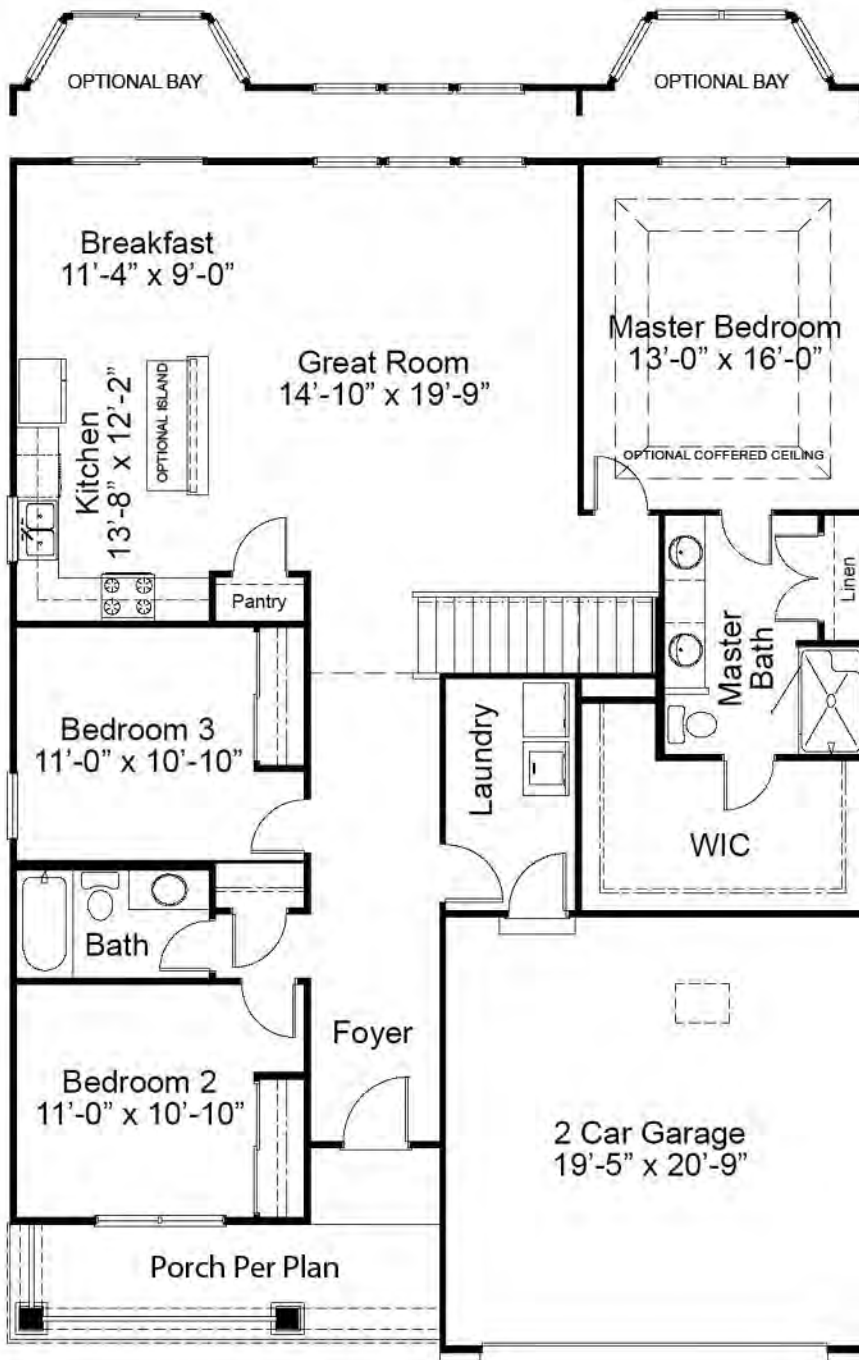 OPTIONAL BAY
OPTIONAL BAY
Breakfast
11'-4” x 9'-0”
Master Bedroom
13'-0” x 16'-0”
Great Room
14'-10” x 19'-9”
OPTIONAL ISLAND
Kitchen
13'-8” x 12'-2”
OPTIONAL COFFERED CEILING
Pantry
Linen
Master
Bath
Bedroom 3
11'-0” x 10'-10”
Laundry
WIC
Bath
Foyer
Bedroom 2
11'-0” x 10'-10”
2 Car Garage
19'-5” x 20'-9”
Porch Per Plan